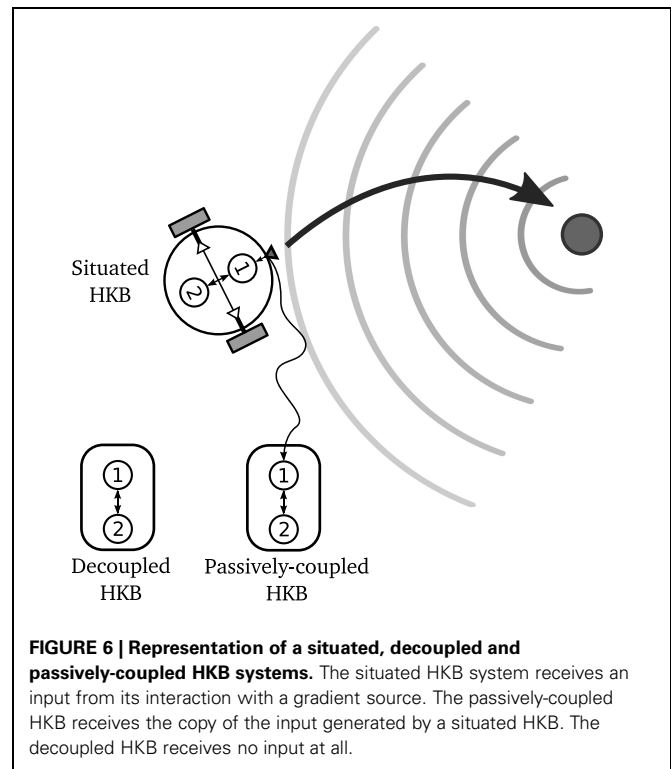 Situated
HKB
1
2
1
2
Decoupled
HKB
1
2
Passively-coupled
HKB
FIGURE 6 | Representation of a situated, decoupled and
passively-coupled HKB systems. The situated HKB system receives an
input from its interaction with a gradient source. The passively-coupled
HKB receives the copy of the input generated by a situated HKB. The
decoupled HKB receives no input at all.